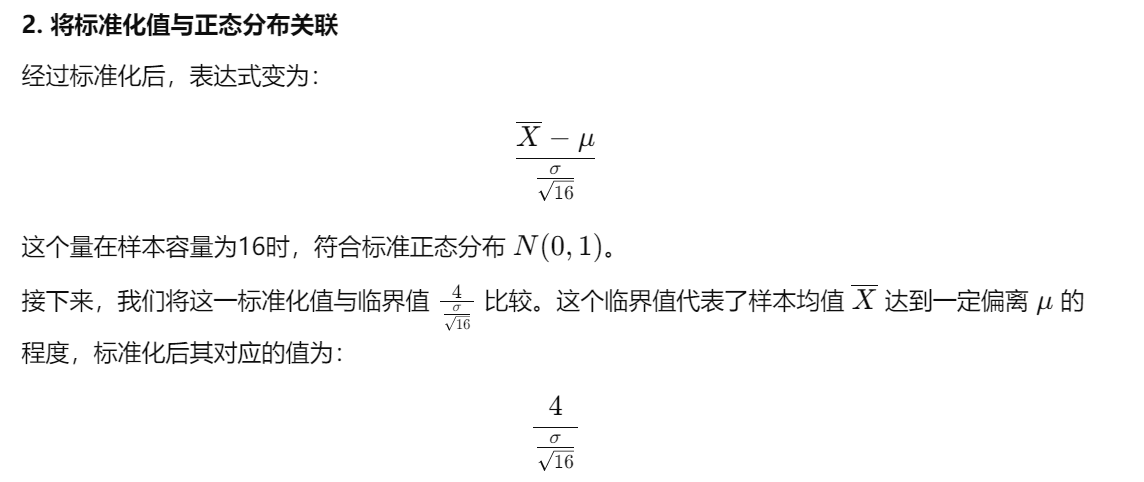 2. 将标准化值与正态分布关联
经过标准化后，表达式变为：
$$\frac{\overline{X} - \mu}{\frac{\sigma}{\sqrt{16}}}$$
这个量在样本容量为16时，符合标准正态分布 $N(0,1)$。
接下来，我们将这一标准化值与临界值 $\frac{4}{\frac{\sigma}{\sqrt{16}}}$ 比较。这个临界值代表了样本均值 $\overline{X}$ 达到一定偏离 $\mu$ 的
程度，标准化后其对应的值为：
$$\frac{4}{\frac{\sigma}{\sqrt{16}}}$$